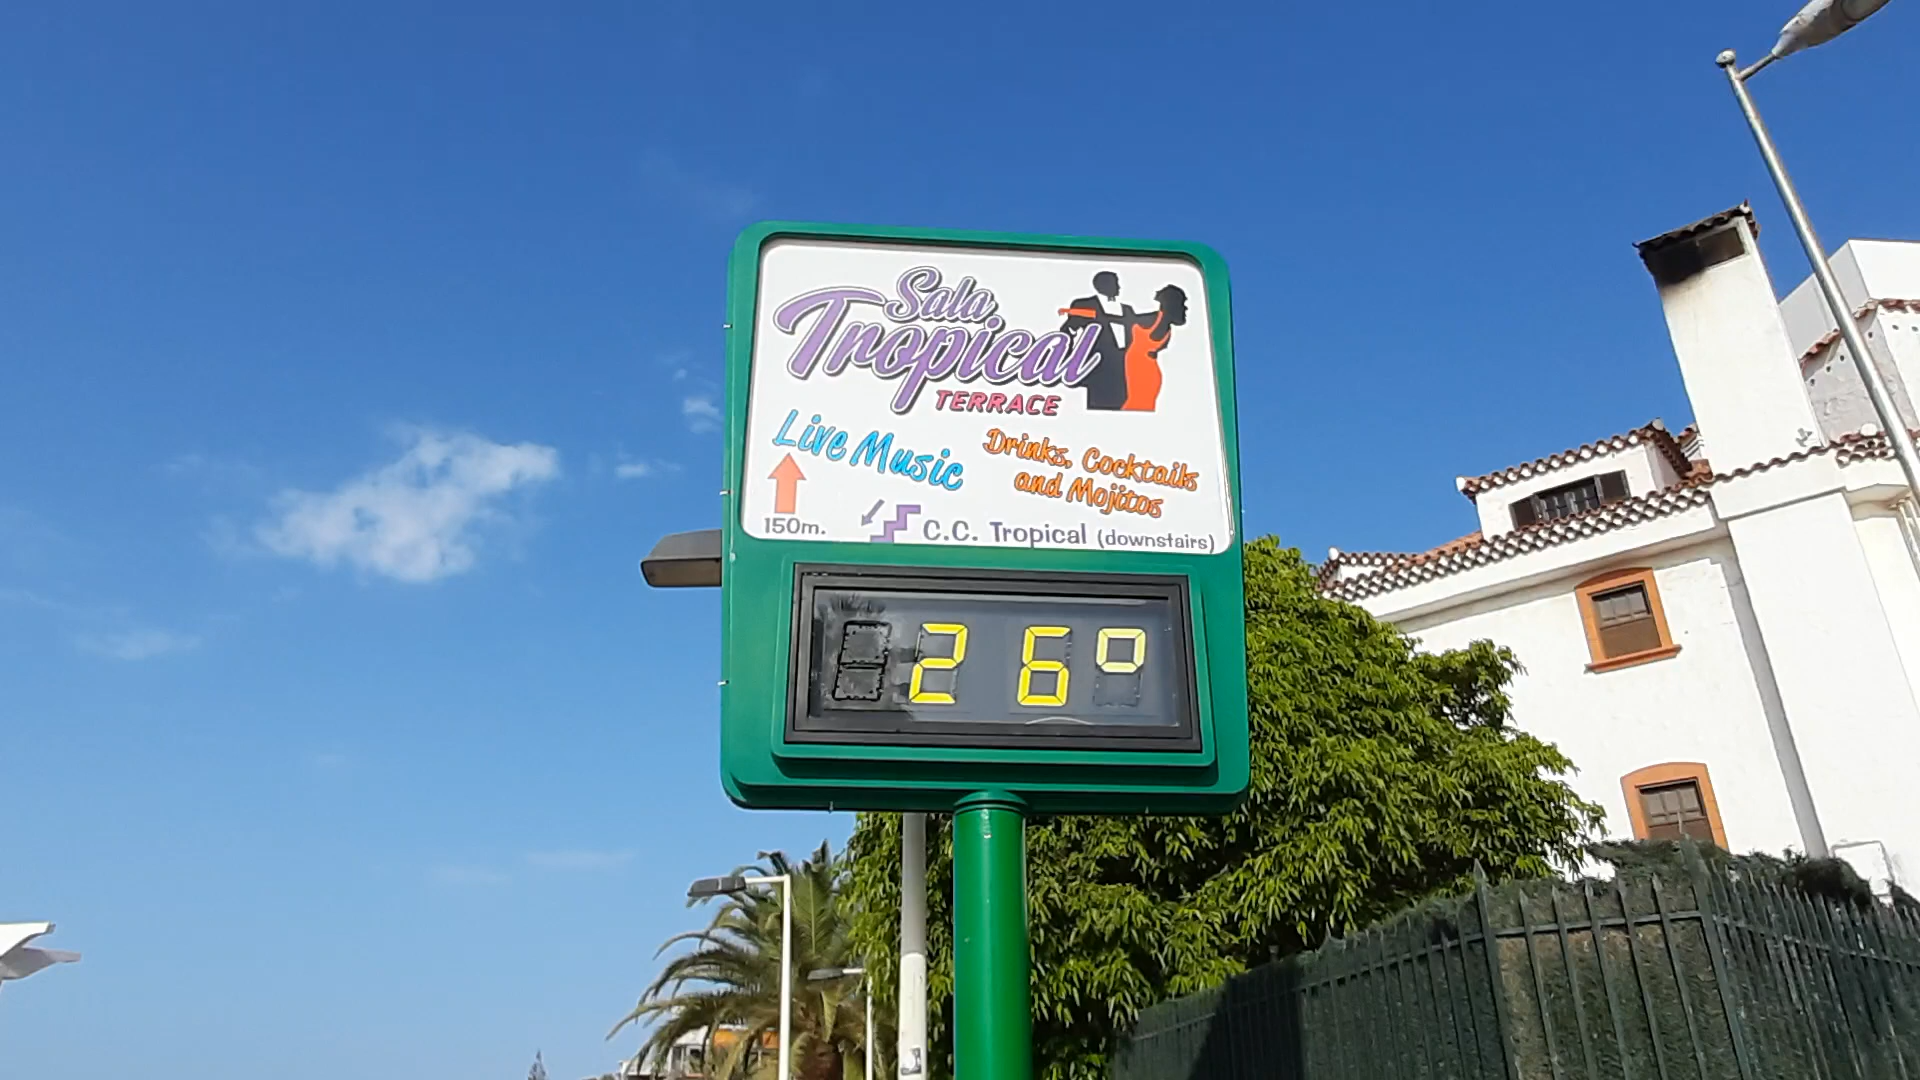 Sala
Tropical
TERRACE
Live Music
Drinks, Cocktails
and Mojitos
150m.
C.C. Tropical (downstairs)
26°